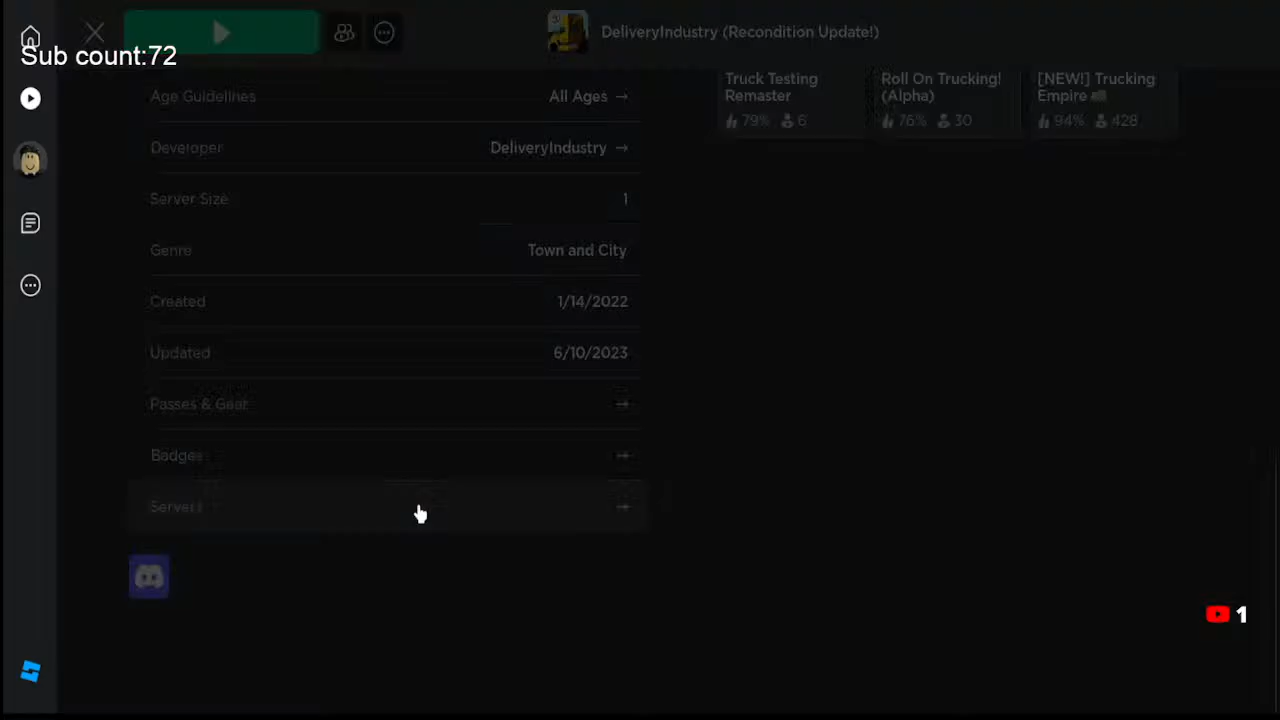 DeliveryIndustry (Recondition Update!)
Sub count:72
Age Guidelines All Ages →
Developer DeliveryIndustry →
Server Size 1
Genre Town and City
Created 1/14/2022
Updated 6/10/2023
Passes & Gear →
Badges →
Servers →
Truck Testing
Remaster
79% 6
Roll On Trucking!
(Alpha)
76% 30
[NEW!] Trucking
Empire
94% 428
1